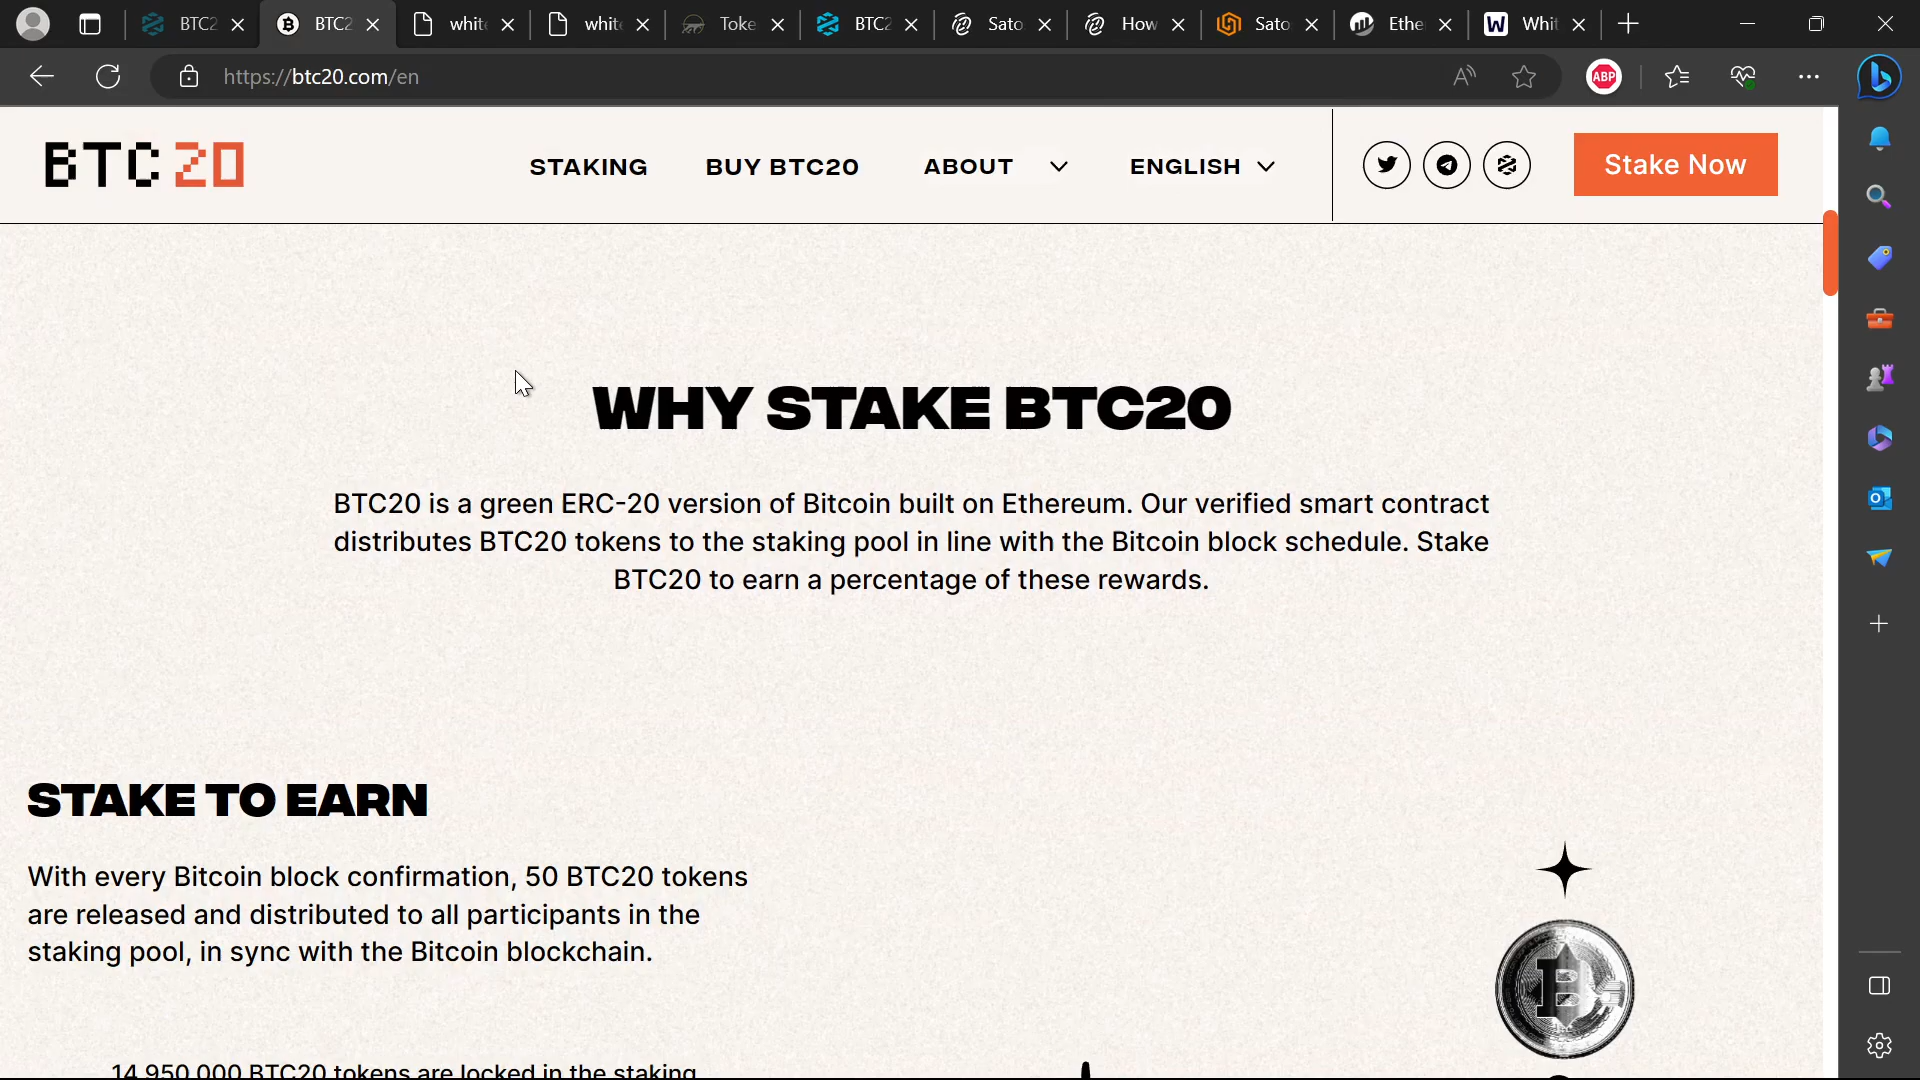 BTC2
BTC2
white
white
Toke
BTC2
Sato
How
Sato
Ethe
Whit
https://btc20.com/en
ABP
BTC20
STAKING
BUY BTC20
ABOUT
ENGLISH
Stake Now
WHY STAKE BTC20
BTC20 is a green ERC-20 version of Bitcoin built on Ethereum. Our verified smart contract
distributes BTC20 tokens to the staking pool in line with the Bitcoin block schedule. Stake
BTC20 to earn a percentage of these rewards.
STAKE TO EARN
With every Bitcoin block confirmation, 50 BTC20 tokens
are released and distributed to all participants in the
staking pool, in sync with the Bitcoin blockchain.
14,950,000 BTC20 tokens are locked in the staking